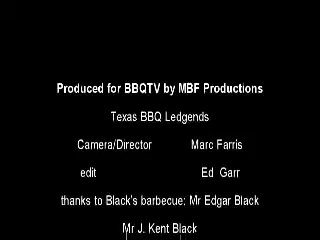 Produced for BBQTV by MBF Productions
Texas BBQ Ledgends
Camera/Director Marc Farris
edit Ed Garr
thanks to Black's barbecue; Mr Edgar Black
Mr J. Kent Black